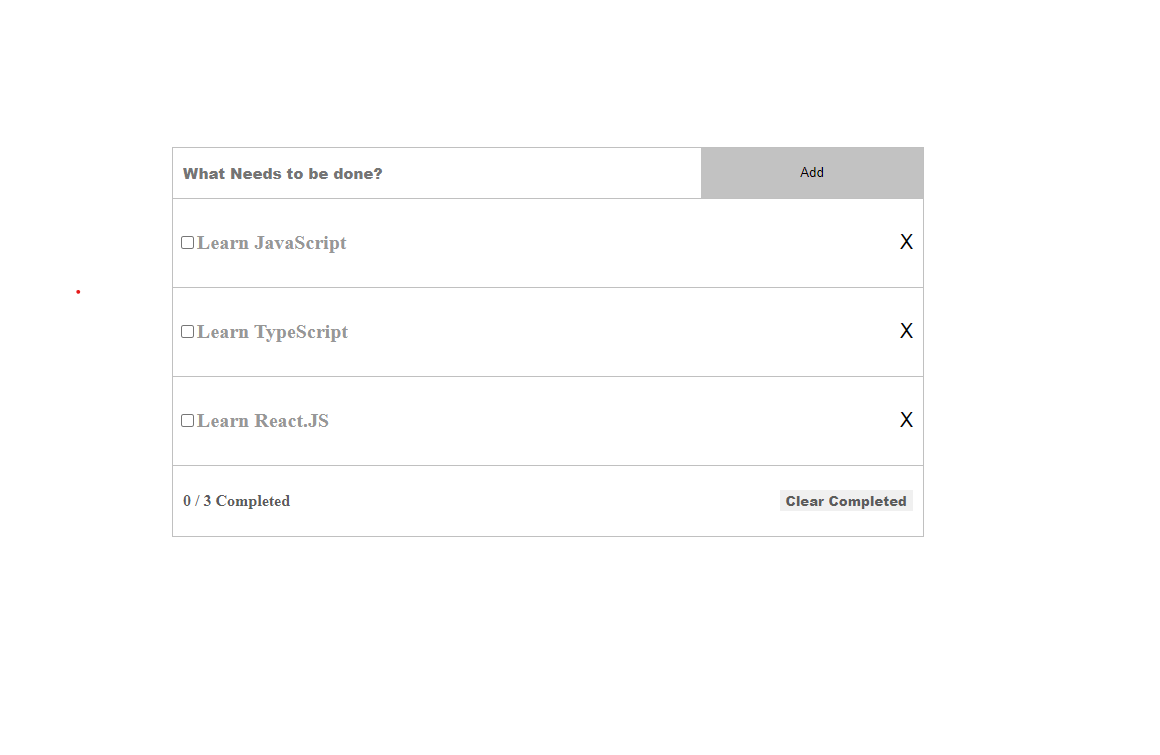 What Needs to be done? Add
Learn JavaScript X
Learn TypeScript X
Learn React.JS X
0 / 3 Completed Clear Completed